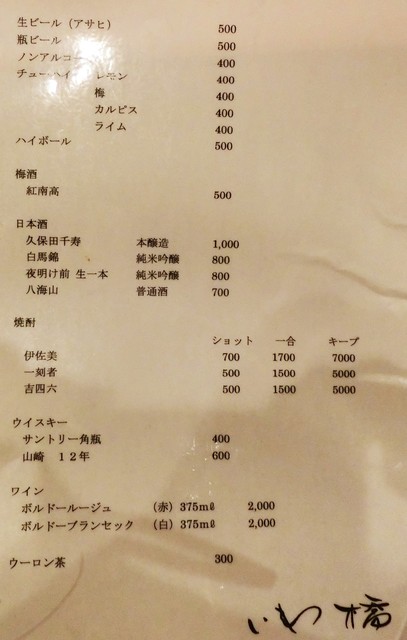 生ビール（アサヒ） 500
瓶ビール 500
ノンアルコー 400
チューハイ レモン 400
梅 400
カルピス 400
ライム 400
ハイボール 500
梅酒
紅南高 500
日本酒
久保田千寿 本醸造 1,000
白馬錦 純米吟醸 800
夜明け前 生一本 純米吟醸 800
八海山 普通酒 700
焼酎
ショット 一合 キープ
伊佐美 700 1700 7000
一刻者 500 1500 5000
吉四六 500 1500 5000
ウイスキー
サントリー角瓶 400
山崎 １２年 600
ワイン
ボルドールージュ （赤）375mℓ 2,000
ボルドーブランセック （白）375mℓ 2,000
ウーロン茶 300
いわ橋